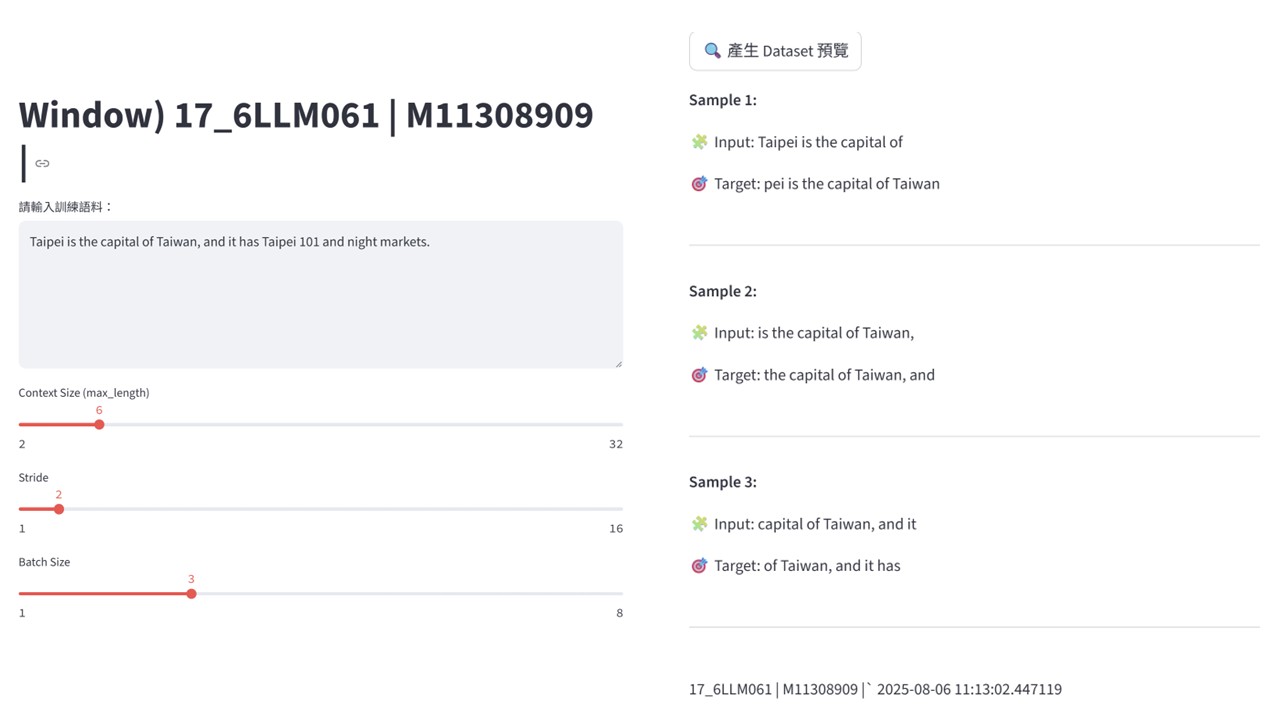 Window) 17_6LLM061 | M11308909
|
請輸入訓練語料：
Taipei is the capital of Taiwan, and it has Taipei 101 and night markets.
Context Size (max_length)
6
2
32
Stride
2
1
16
Batch Size
3
1
8
產生 Dataset 預覽
Sample 1:
Input: Taipei is the capital of
Target: pei is the capital of Taiwan
Sample 2:
Input: is the capital of Taiwan,
Target: the capital of Taiwan, and
Sample 3:
Input: capital of Taiwan, and it
Target: of Taiwan, and it has
17_6LLM061 | M11308909 |` 2025-08-06 11:13:02.447119